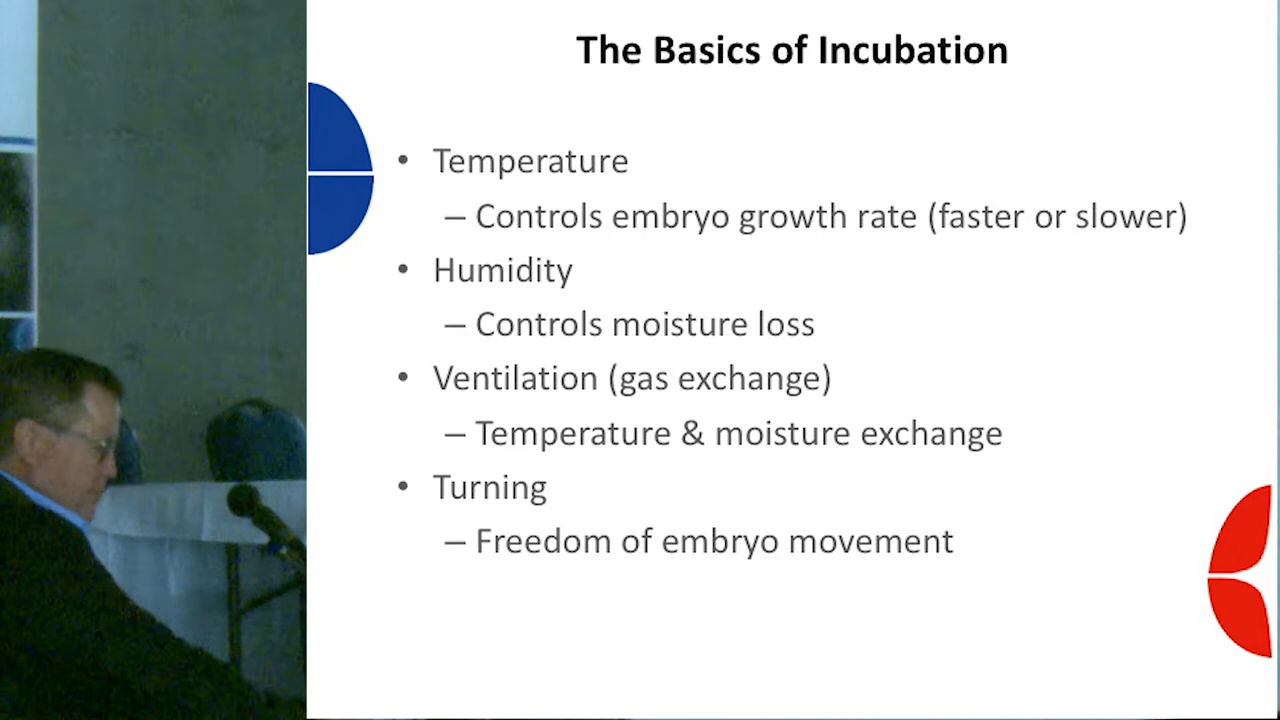 The Basics of Incubation
• Temperature
– Controls embryo growth rate (faster or slower)
• Humidity
– Controls moisture loss
• Ventilation (gas exchange)
– Temperature & moisture exchange
• Turning
– Freedom of embryo movement